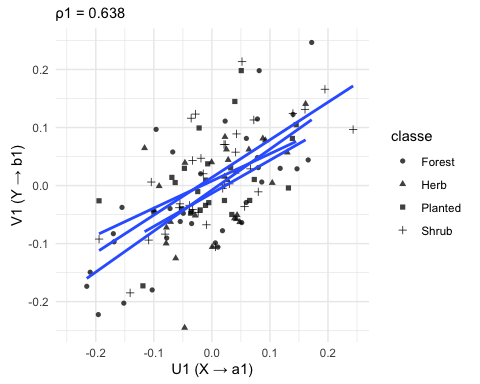 ρ1 = 0.638
V1 (Y → b1)
0.2
0.1
0.0
-0.1
-0.2
-0.2
-0.1
0.0
0.1
0.2
U1 (X → a1)
classe
Forest
Herb
Planted
Shrub